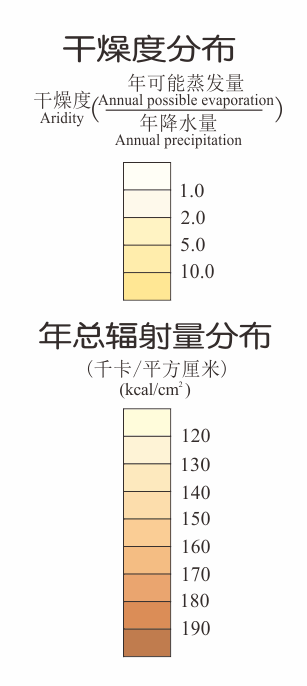 干燥度分布
干燥度
Aridity
(
年可能蒸发量
Annual possible evaporation
年降水量
Annual precipitation
)
1.0
2.0
5.0
10.0
年总辐射量分布
(千卡/平方厘米)
(kcal/cm²)
120
130
140
150
160
170
180
190